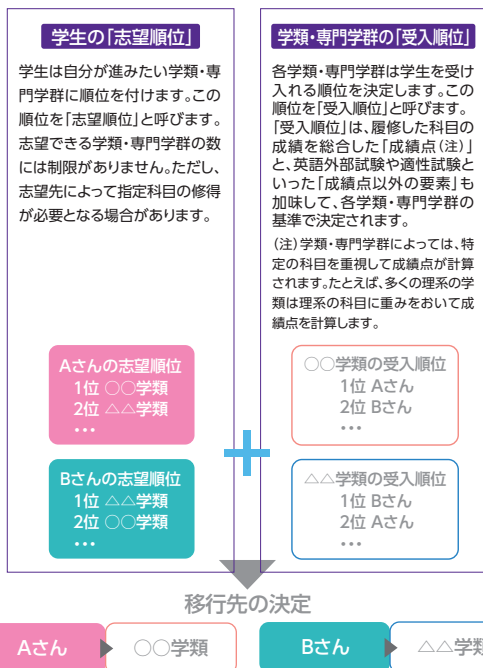 学生の「志望順位」
学生は自分が進みたい学類・専
門学群に順位を付けます。この
順位を「志望順位」と呼びます。
志望できる学類・専門学群の数
には制限がありません。ただし、
志望先によって指定科目の修得
が必要となる場合があります。
Aさんの志望順位
1位 〇〇学類
2位 △△学類
…
Bさんの志望順位
1位 △△学類
2位 〇〇学類
…
学類・専門学群の「受入順位」
各学類・専門学群は学生を受け
入れる順位を決定します。この
順位を「受入順位」と呼びます。
「受入順位」は、履修した科目の
成績を総合した「成績点(注)」
と、英語外部試験や適性試験と
いった「成績点以外の要素」も
加味して、各学類・専門学群の
基準で決定されます。
(注)学類・専門学群によっては、特
定の科目を重視して成績点が計算
されます。たとえば、多くの理系の学
類は理系の科目に重みをおいて成
績点を計算します。
〇〇学類の受入順位
1位 Aさん
2位 Bさん
…
△△学類の受入順位
1位 Bさん
2位 Aさん
…
移行先の決定
Aさん ▶ 〇〇学類
Bさん ▶ △△学類